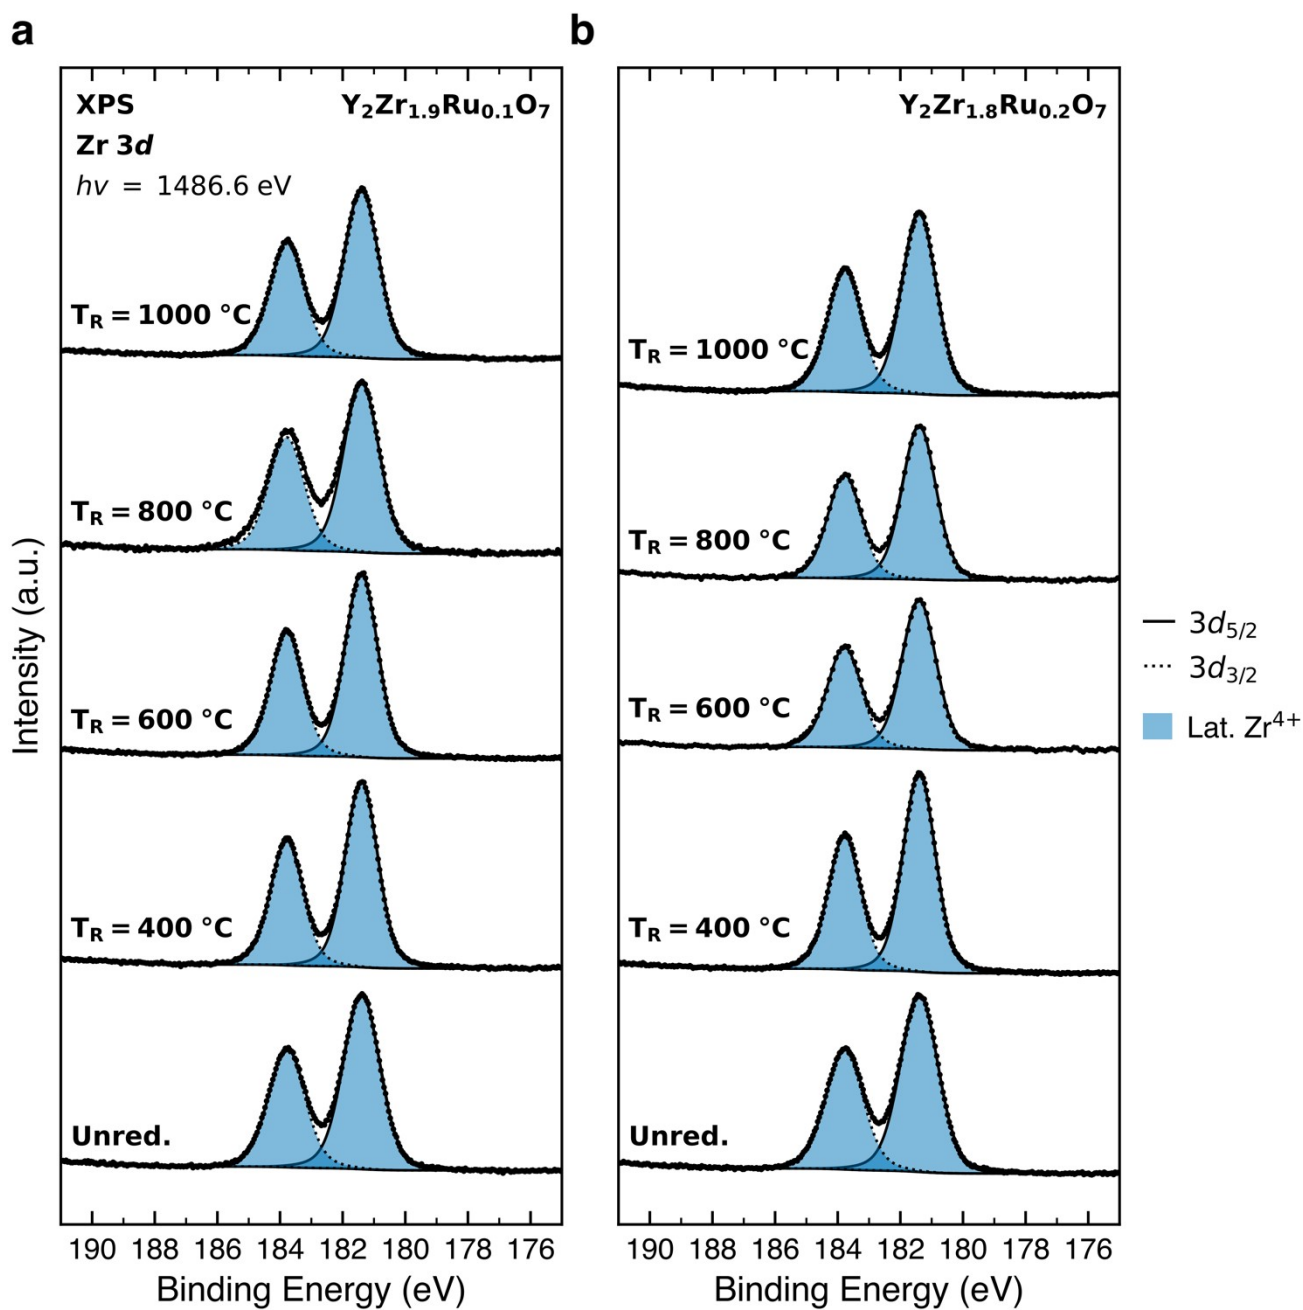 a
XPS
Y₂Zr₁.₉Ru₀.₁O₇
Zr 3d
hv = 1486.6 eV
T_R = 1000 °C
T_R = 800 °C
T_R = 600 °C
T_R = 400 °C
Unred.
190 188 186 184 182 180 178 176
Binding Energy (eV)
Intensity (a.u.)
b
Y₂Zr₁.₈Ru₀.₂O₇
T_R = 1000 °C
T_R = 800 °C
T_R = 600 °C
T_R = 400 °C
Unred.
190 188 186 184 182 180 178 176
Binding Energy (eV)
3d₅/₂
3d₃/₂
Lat. Zr⁴⁺